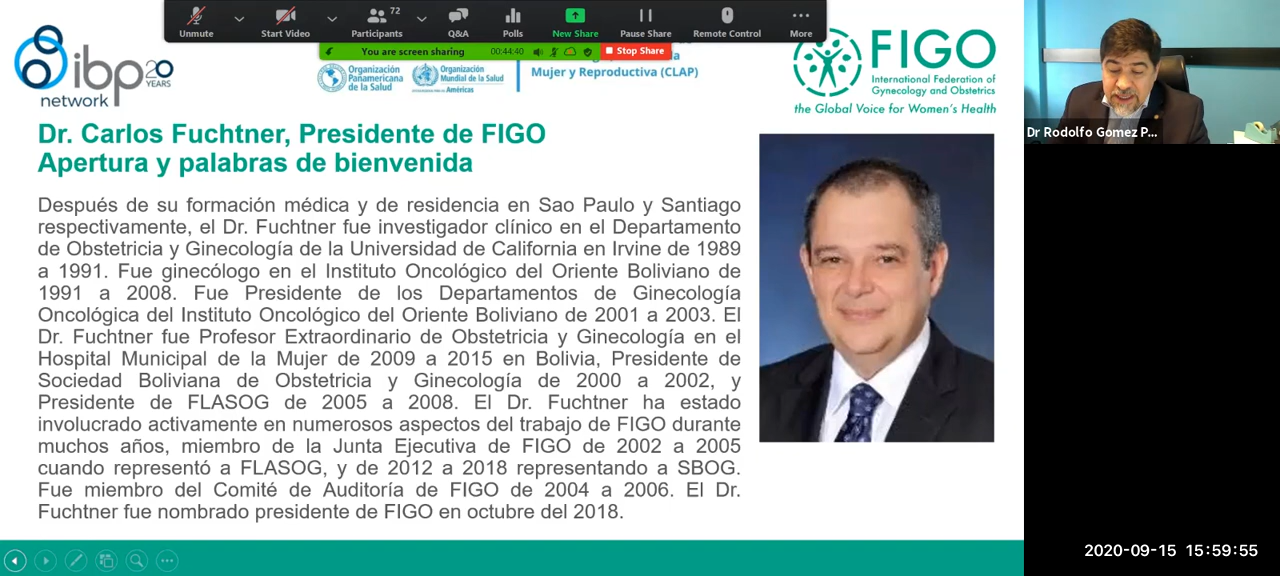 72
Unmute
Start Video
Participants
Q&A
Polls
New Share
Pause Share
Remote Control
More
You are screen sharing
00:44:40
Stop Share
ibp
20
YEARS
network
Organización
Panamericana
de la Salud
Organización
Mundial de la Salud
Américas
Mujer y Reproductiva (CLAP)
FIGO
International Federation of
Gynecology and Obstetrics
the Global Voice for Women's Health
Dr. Carlos Fuchtner, Presidente de FIGO
Apertura y palabras de bienvenida
Después de su formación médica y de residencia en Sao Paulo y Santiago
respectivamente, el Dr. Fuchtner fue investigador clínico en el Departamento
de Obstetricia y Ginecología de la Universidad de California en Irvine de 1989
a 1991. Fue ginecólogo en el Instituto Oncológico del Oriente Boliviano de
1991 a 2008. Fue Presidente de los Departamentos de Ginecología
Oncológica del Instituto Oncológico del Oriente Boliviano de 2001 a 2003. El
Dr. Fuchtner fue Profesor Extraordinario de Obstetricia y Ginecología en el
Hospital Municipal de la Mujer de 2009 a 2015 en Bolivia, Presidente de
Sociedad Boliviana de Obstetricia y Ginecología de 2000 a 2002, y
Presidente de FLASOG de 2005 a 2008. El Dr. Fuchtner ha estado
involucrado activamente en numerosos aspectos del trabajo de FIGO durante
muchos años, miembro de la Junta Ejecutiva de FIGO de 2002 a 2005
cuando representó a FLASOG, y de 2012 a 2018 representando a SBOG.
Fue miembro del Comité de Auditoría de FIGO de 2004 a 2006. El Dr.
Fuchtner fue nombrado presidente de FIGO en octubre del 2018.
Dr Rodolfo Gomez P...
2020-09-15 15:59:55